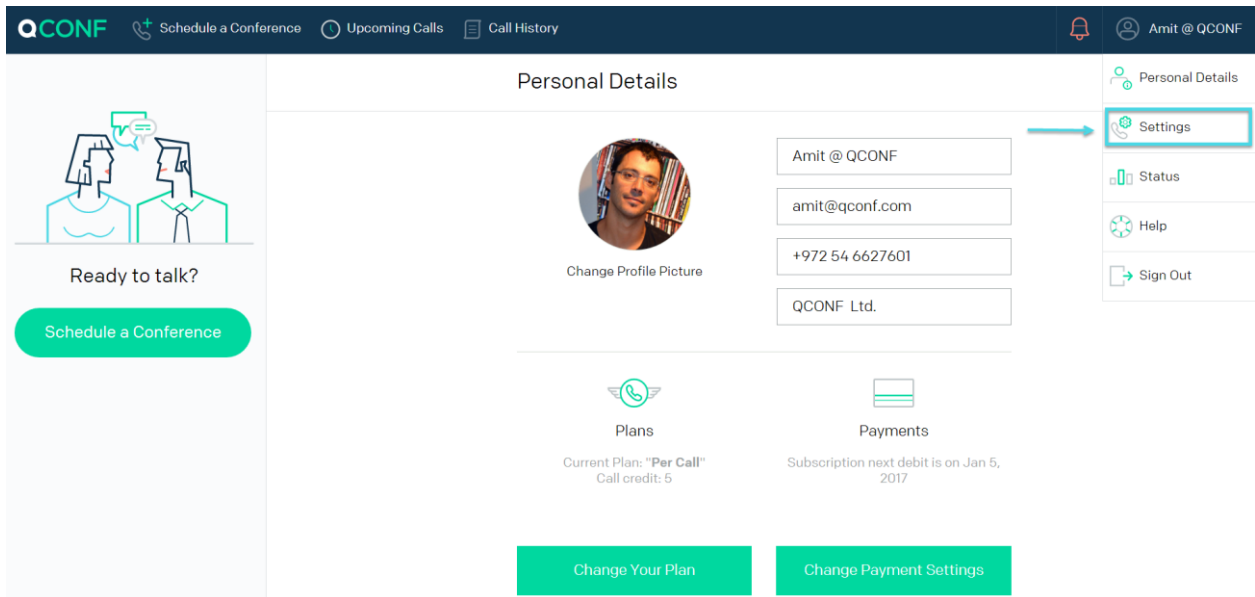 QCONF
Schedule a Conference
Upcoming Calls
Call History
Amit @ QCONF
Personal Details
Settings
Status
Help
Sign Out
Ready to talk?
Schedule a Conference
Personal Details
Change Profile Picture
Amit @ QCONF
amit@qconf.com
+972 54 6627601
QCONF Ltd.
Plans
Current Plan: "Per Call"
Call credit: 5
Change Your Plan
Payments
Subscription next debit is on Jan 5,
2017
Change Payment Settings